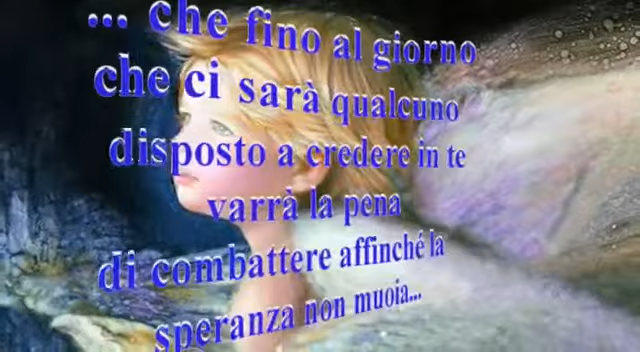 ... che fino al giorno
che ci sarà qualcuno
disposto a credere in te
varrà la pena
di combattere affinché la
speranza non muoia...